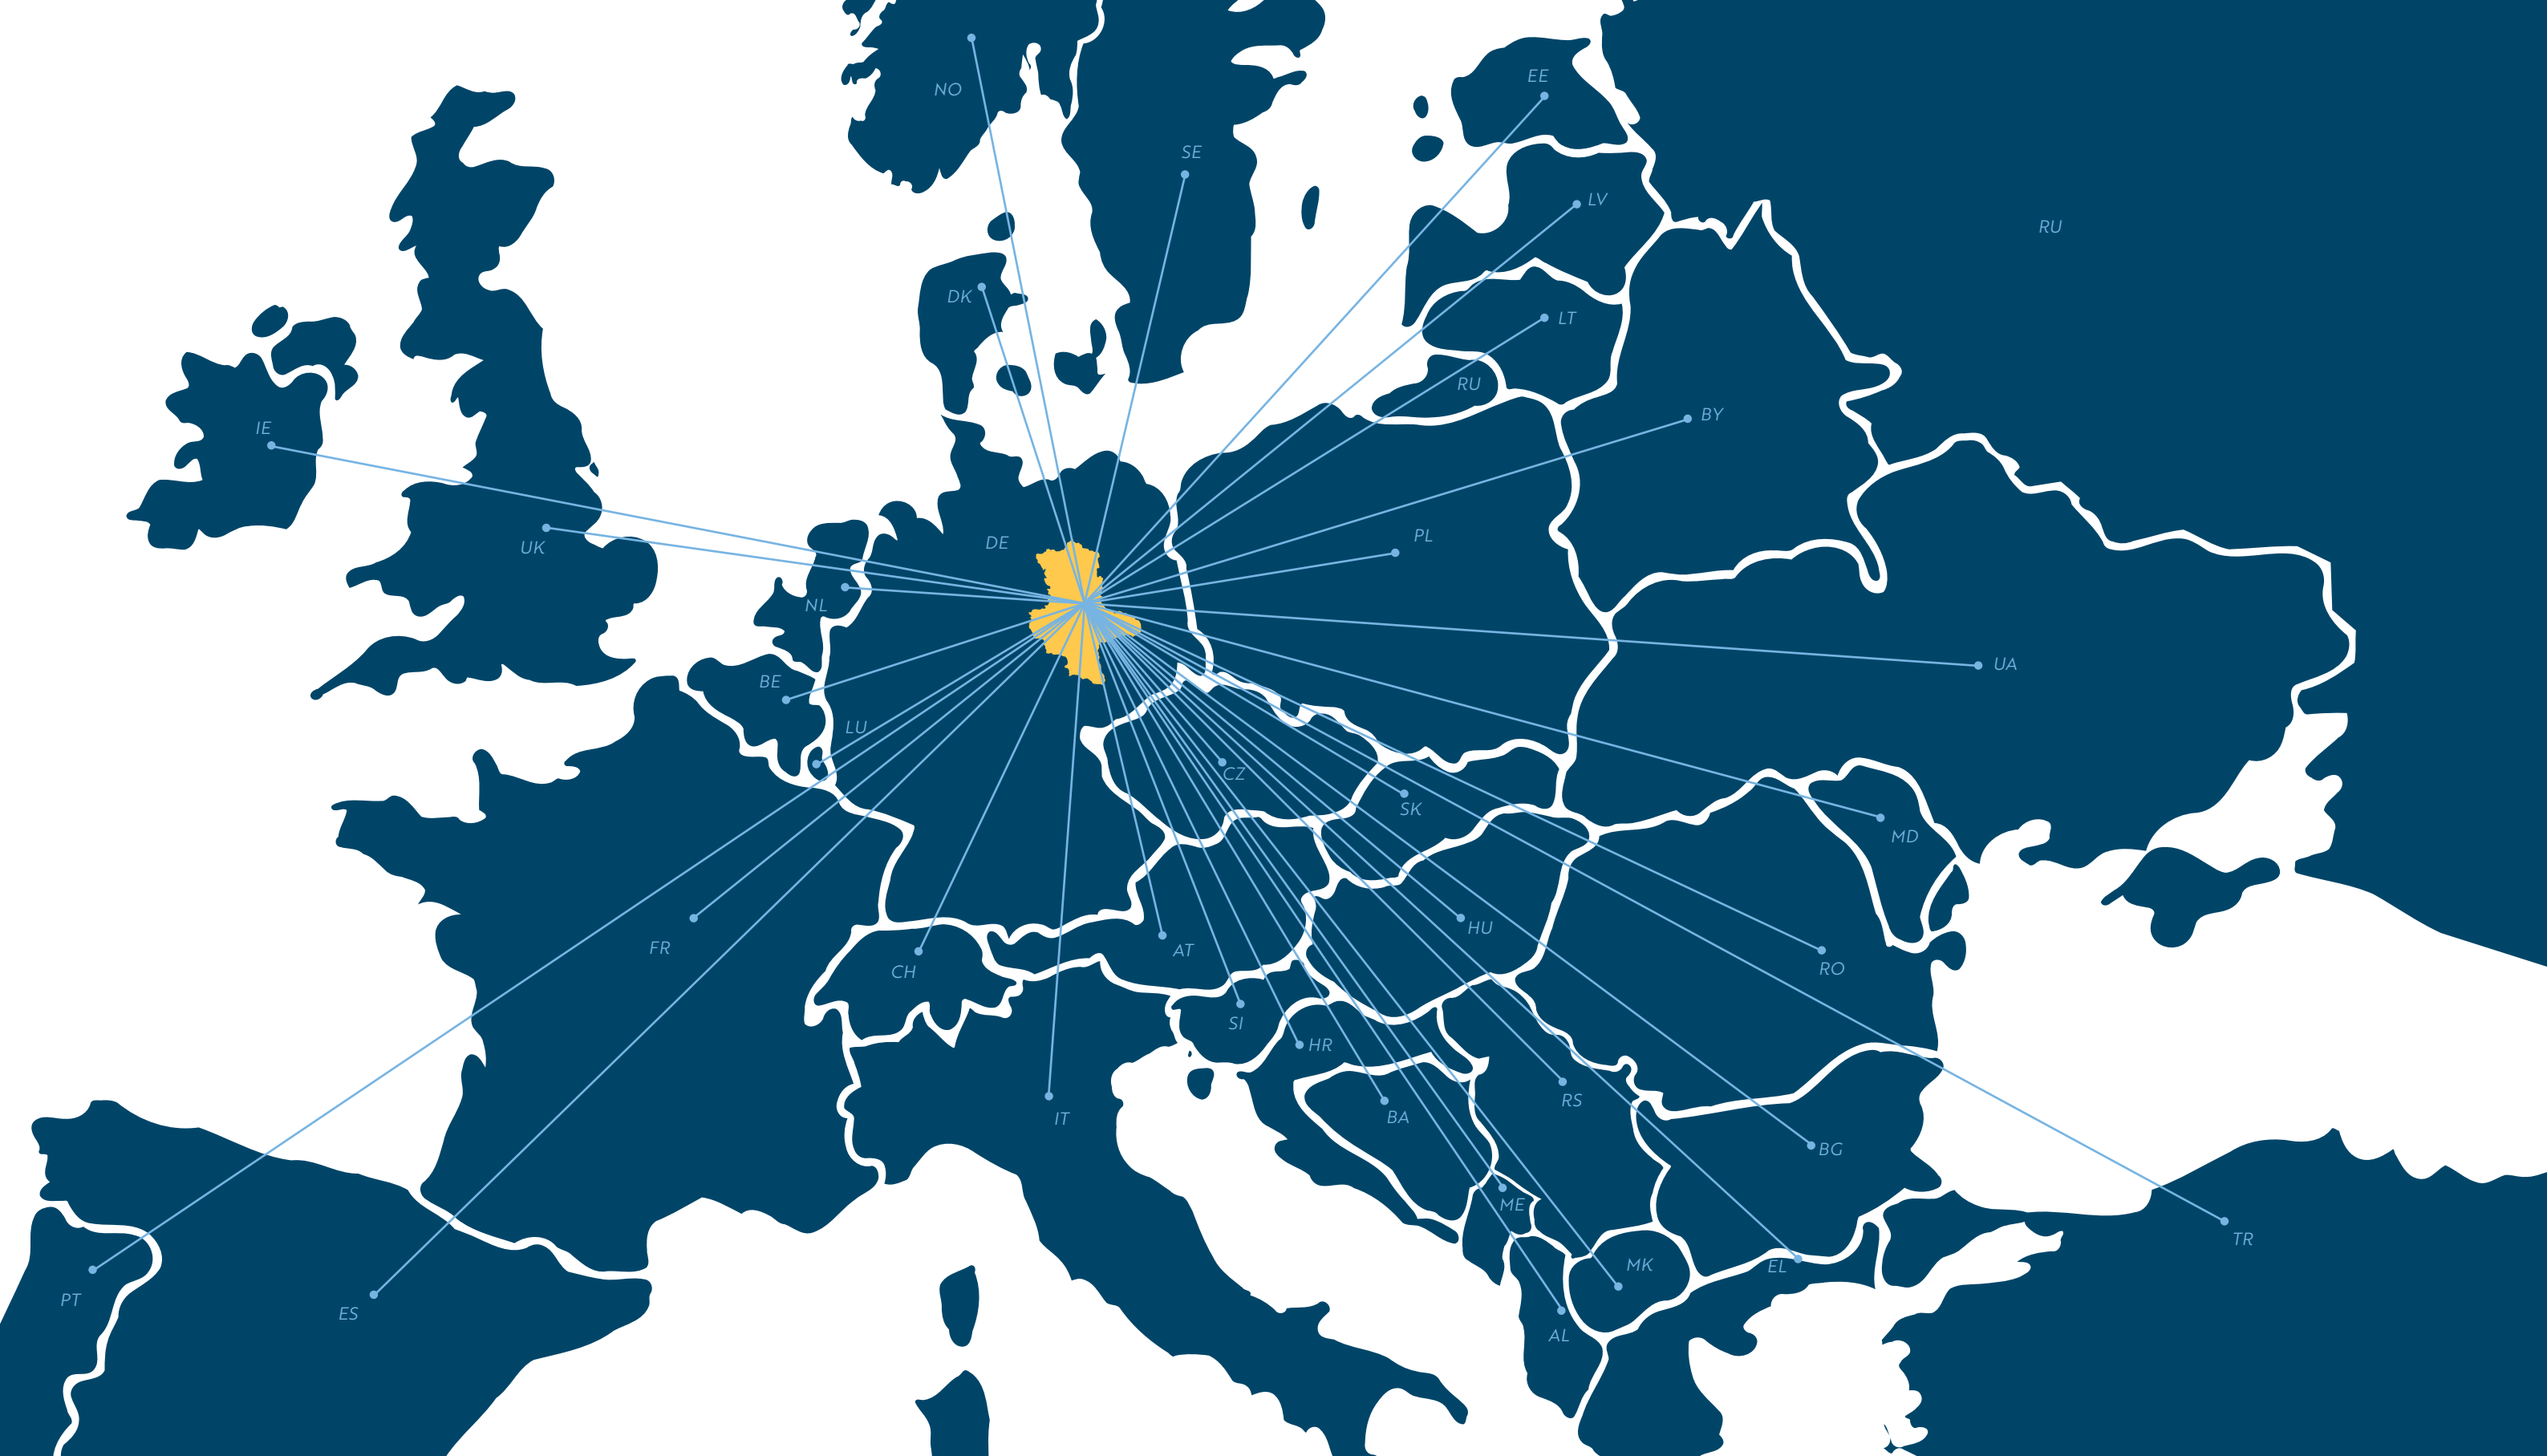 NO
EE
SE
LV
RU
DK
LT
RU
BY
IE
PL
DE
UK
NL
UA
BE
LU
CZ
SK
MD
HU
FR
AT
CH
RO
SI
HR
RS
BA
IT
BG
ME
TR
MK
EL
PT
ES
AL